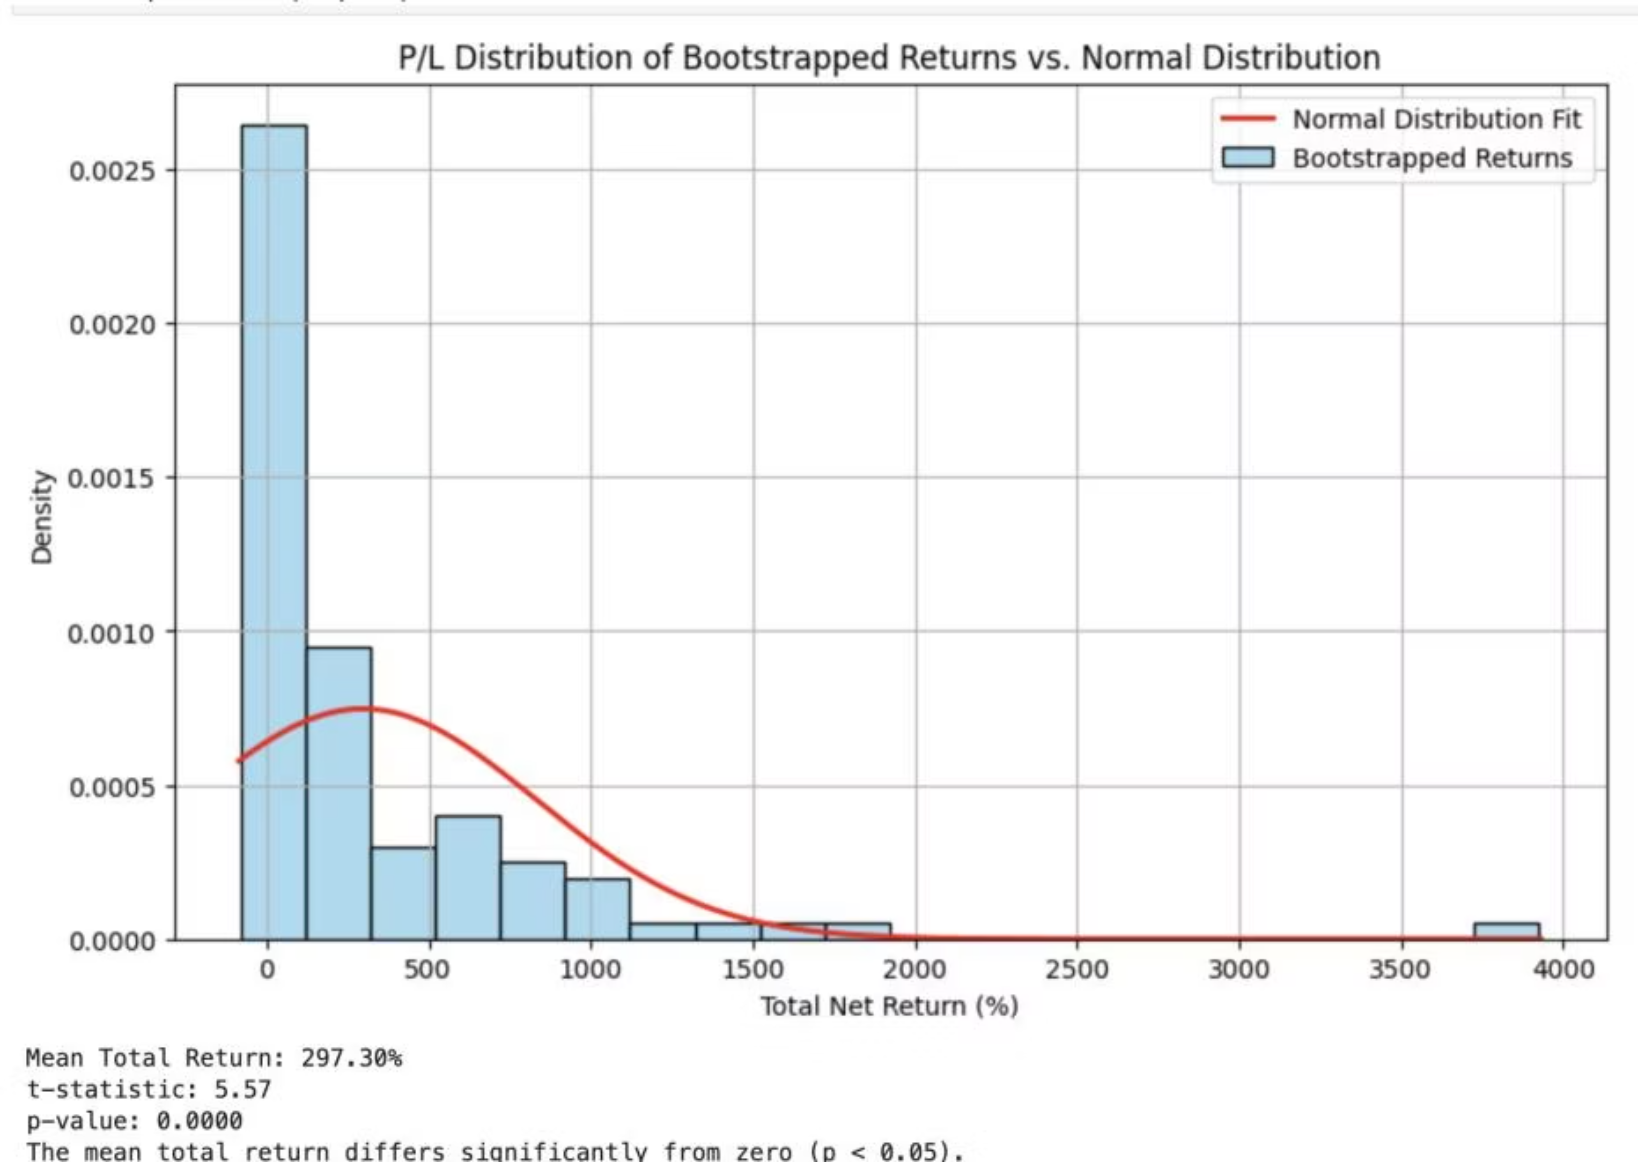 P/L Distribution of Bootstrapped Returns vs. Normal Distribution
Normal Distribution Fit
Bootstrapped Returns
0.0025
0.0020
0.0015
0.0010
0.0005
0.0000
Density
0 500 1000 1500 2000 2500 3000 3500 4000
Total Net Return (%)
Mean Total Return: 297.30%
t-statistic: 5.57
p-value: 0.0000
The mean total return differs significantly from zero (p < 0.05).